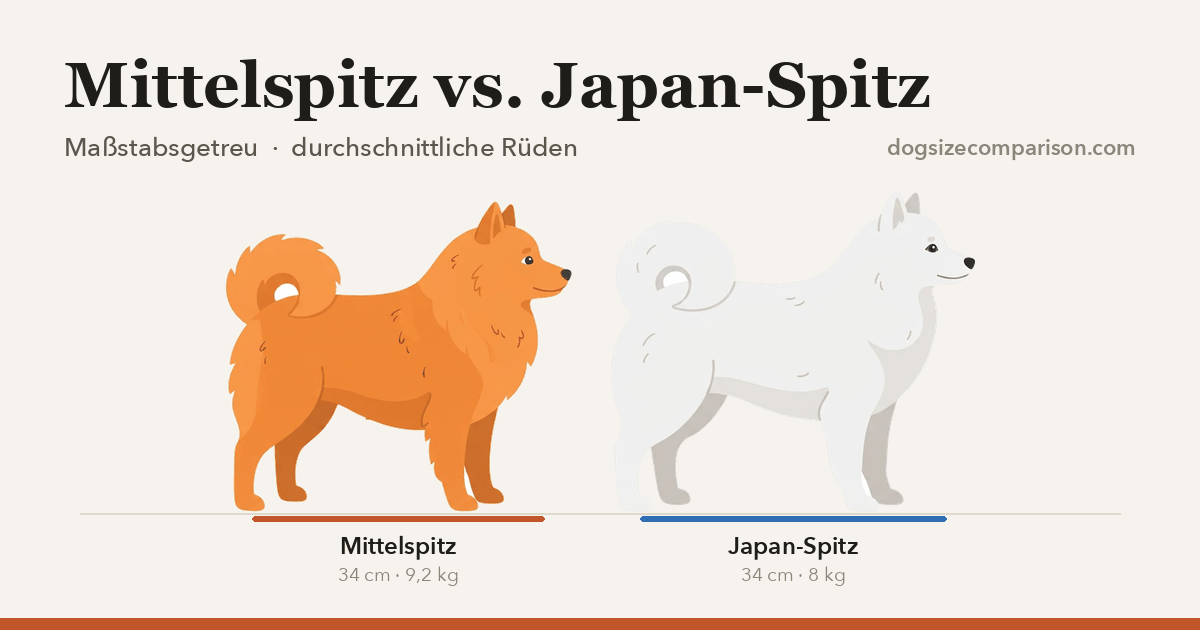 Mittelspitz vs. Japan-Spitz
Maßstabsgetreu · durchschnittliche Rüden
dogsizecomparison.com
Mittelspitz
34 cm · 9,2 kg
Japan-Spitz
34 cm · 8 kg